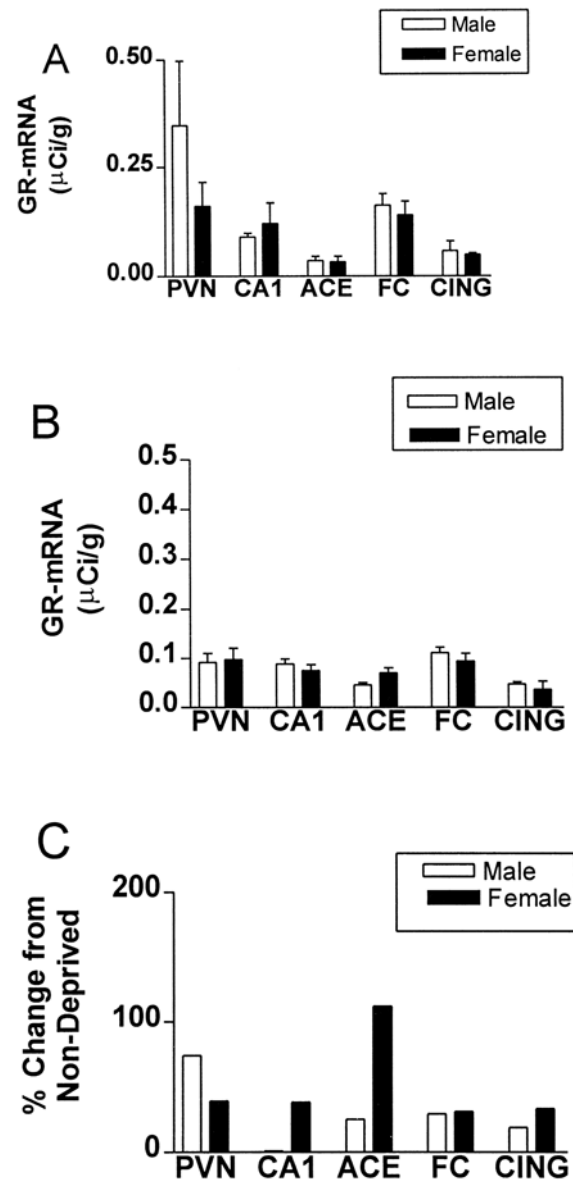 A
Male
Female
GR-mRNA
(μCi/g)
0.50
0.25
0.00
PVN CA1 ACE FC CING
B
Male
Female
GR-mRNA
(μCi/g)
0.5
0.4
0.3
0.2
0.1
0.0
PVN CA1 ACE FC CING
C
Male
Female
% Change from
Non-Deprived
200
100
0
PVN CA1 ACE FC CING